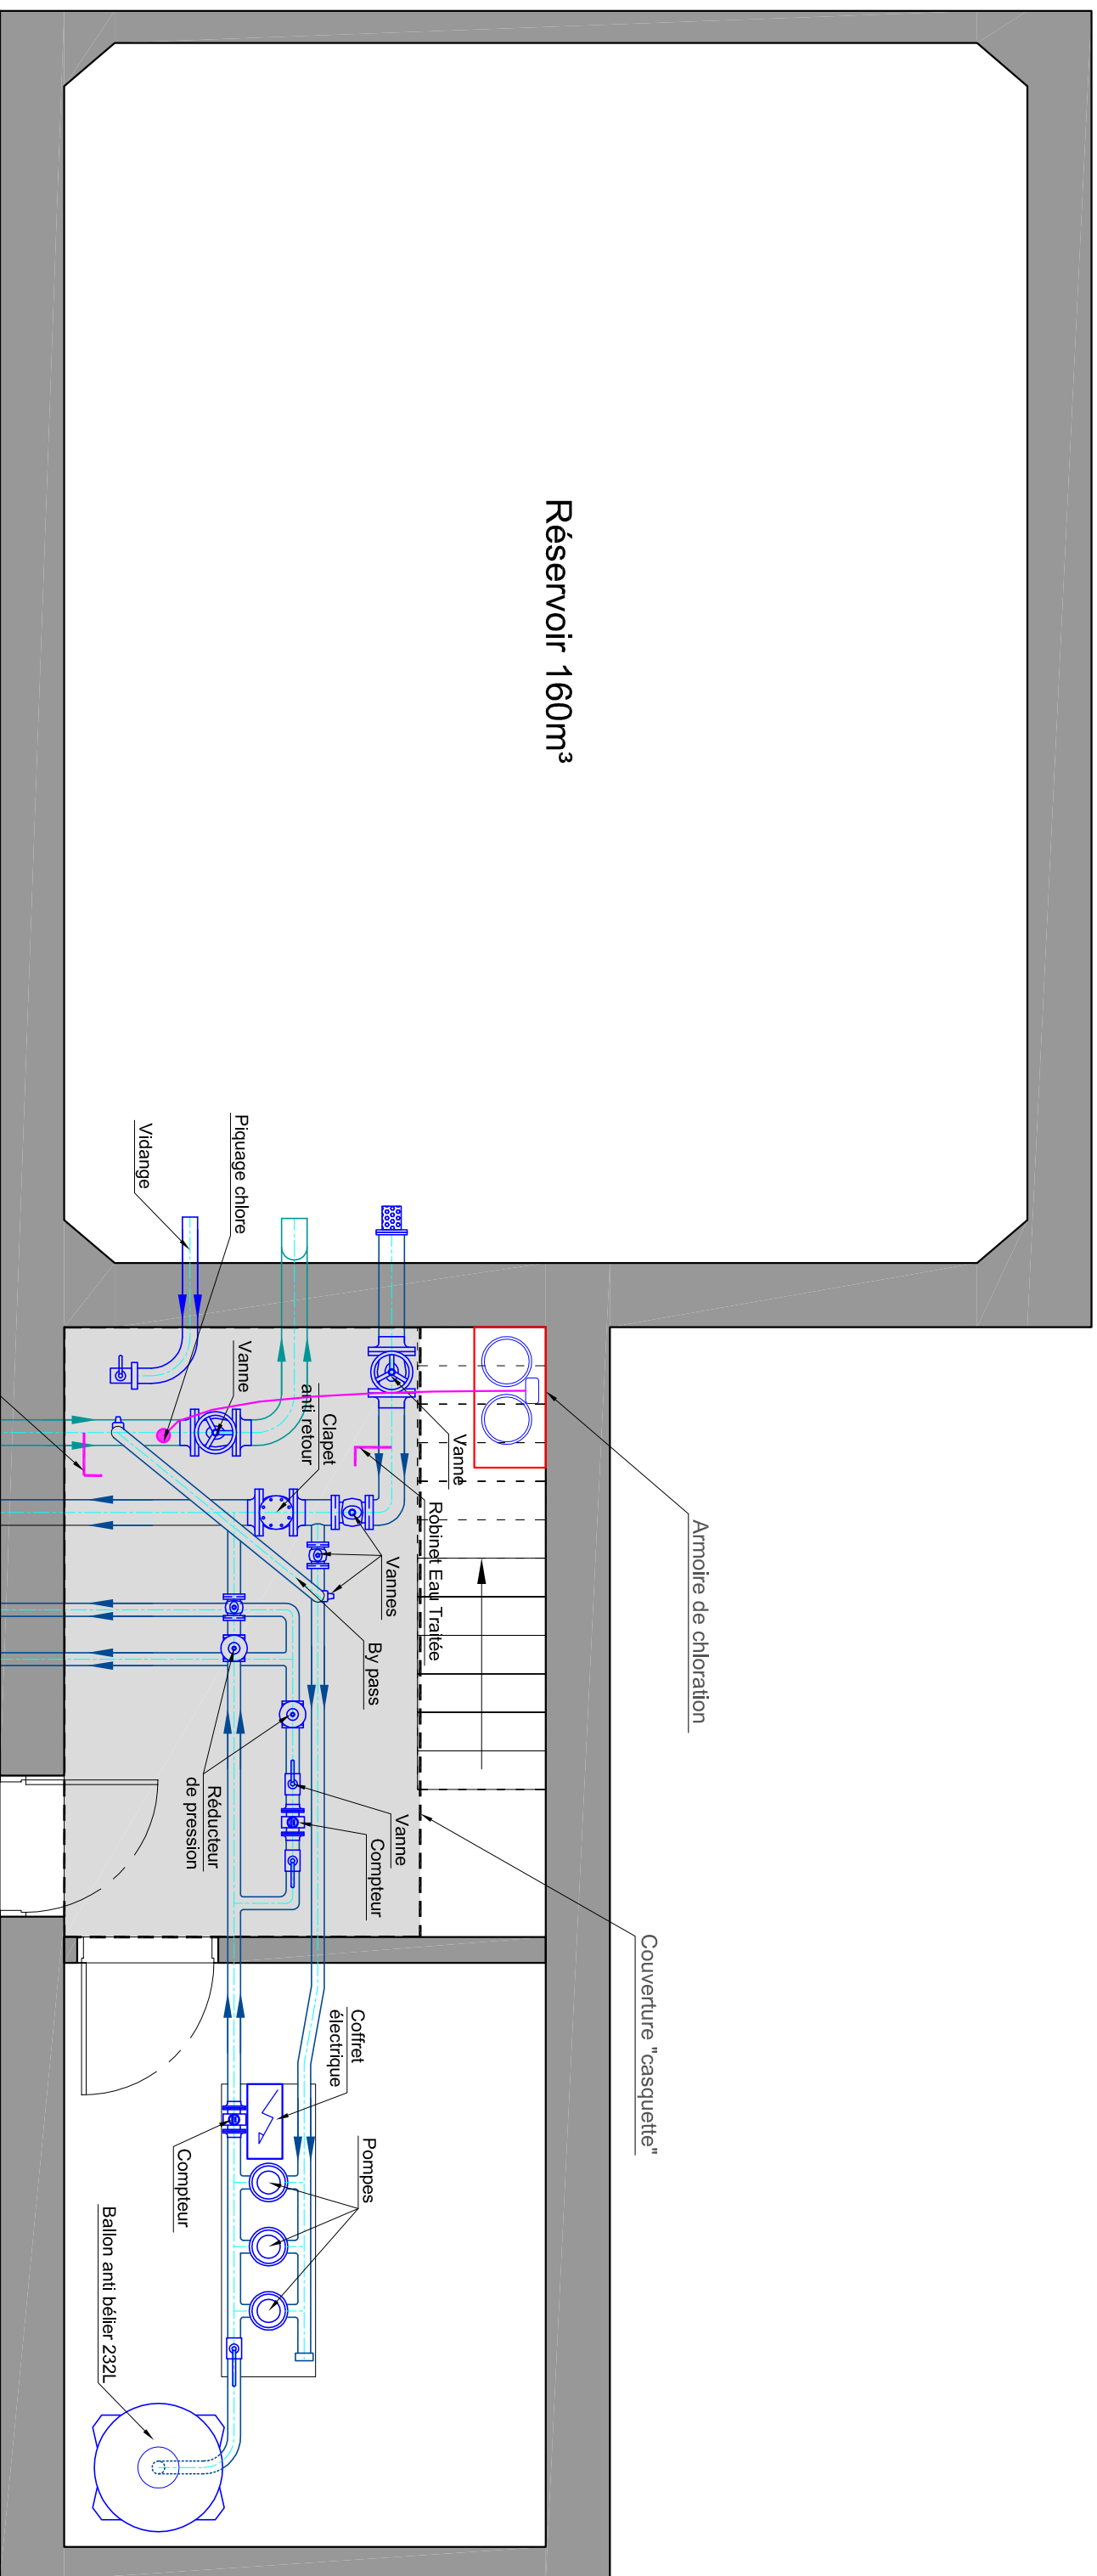 Réservoir 160m³
Armoire de chloration
Couverture "casquette"
Piquage chlore
Vidange
Vanne
Clapet
anti retour
Vanne
Robinet Eau Traitée
Vannes
By pass
Réducteur
de pression
Vanne
Compteur
Coffret
électrique
Pompes
Compteur
Ballon anti bélier 232L